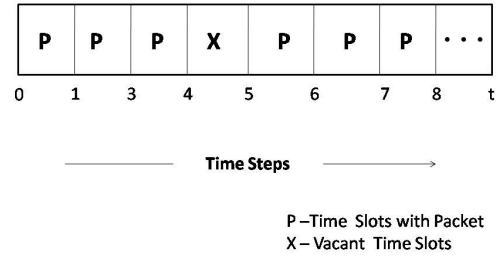 P P P X P P P ...
0 1 3 4 5 6 7 8 t
Time Steps
P –Time Slots with Packet
X – Vacant Time Slots